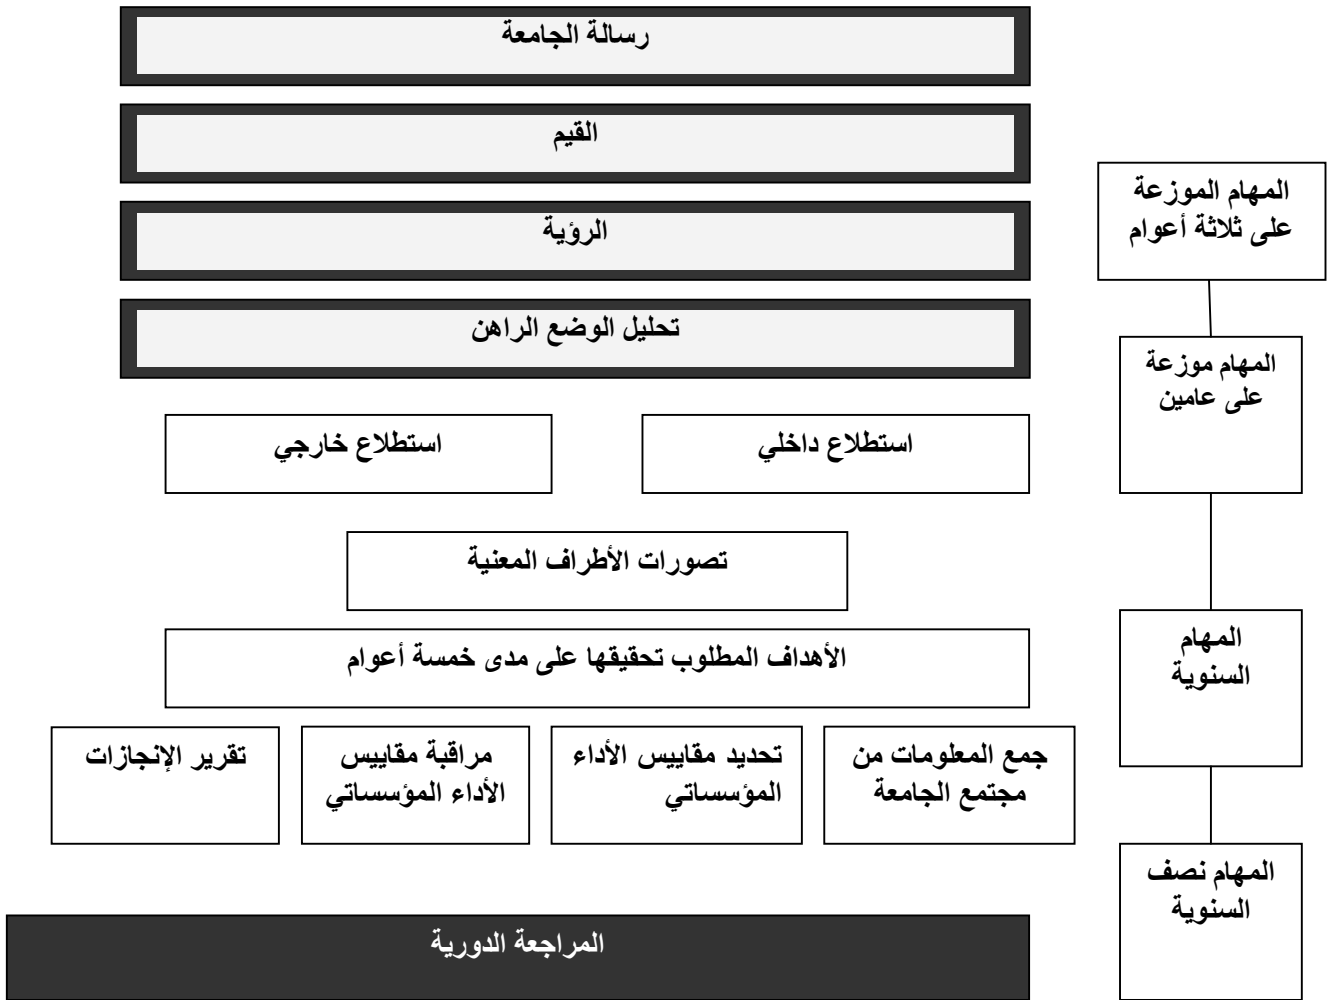 رسالة الجامعة
القيم
الرؤية
تحليل الوضع الراهن
استطلاع داخلي
استطلاع خارجي
تصورات الأطراف المعنية
الأهداف المطلوب تحقيقها على مدى خمسة أعوام
جمع المعلومات من
مجتمع الجامعة
تحديد مقاييس الأداء
المؤسساتي
مراقبة مقاييس
الأداء المؤسساتي
تقرير الإنجازات
المراجعة الدورية
المهام الموزعة
على ثلاثة أعوام
المهام موزعة
على عامين
المهام
السنوية
المهام نصف
السنوية